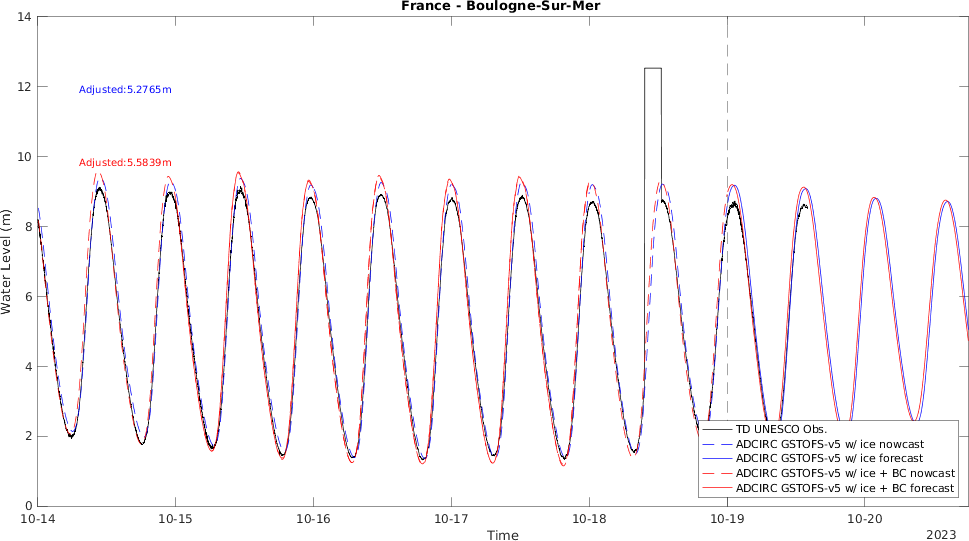 France - Boulogne-Sur-Mer
14
12
10
8
6
4
2
0
Water Level (m)
Adjusted:5.2765m
Adjusted:5.5839m
TD UNESCO Obs.
ADCIRC GSTOFS-v5 w/ ice nowcast
ADCIRC GSTOFS-v5 w/ ice forecast
ADCIRC GSTOFS-v5 w/ ice + BC nowcast
ADCIRC GSTOFS-v5 w/ ice + BC forecast
10-14 10-15 10-16 10-17 10-18 10-19 10-20
Time
2023